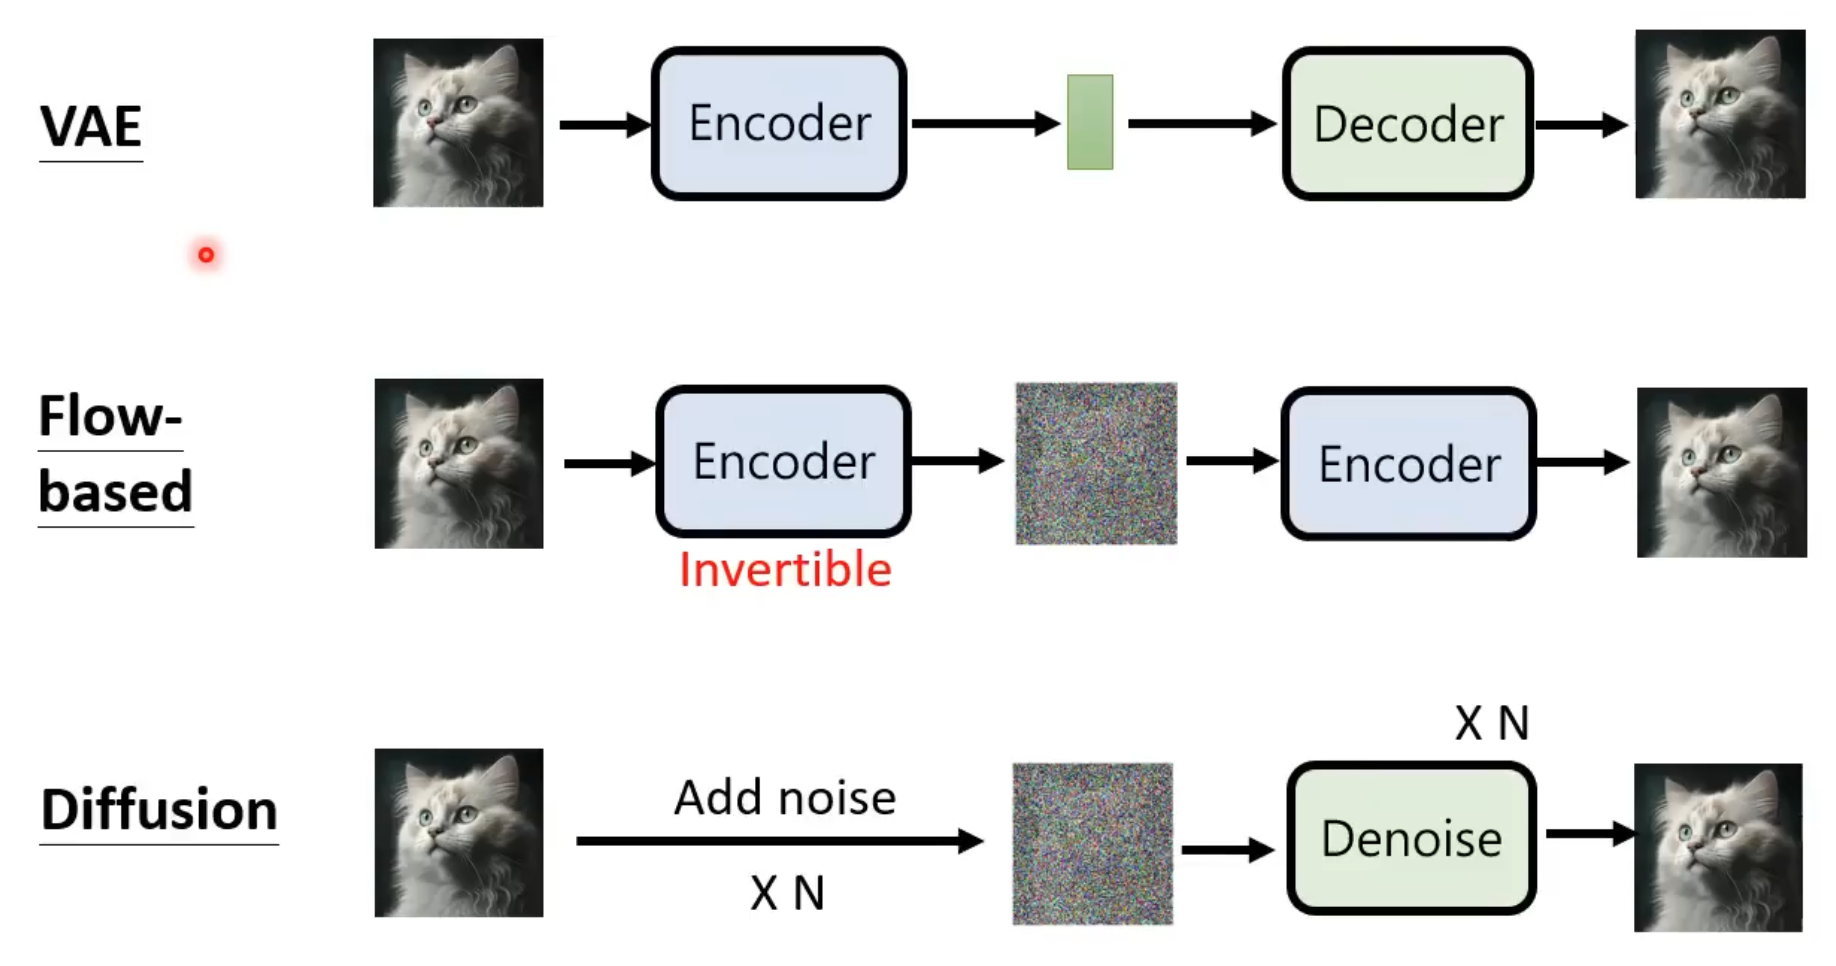 VAE
Encoder
Decoder
Flow-
based
Encoder
Encoder
Invertible
X N
Diffusion
Add noise
Denoise
X N